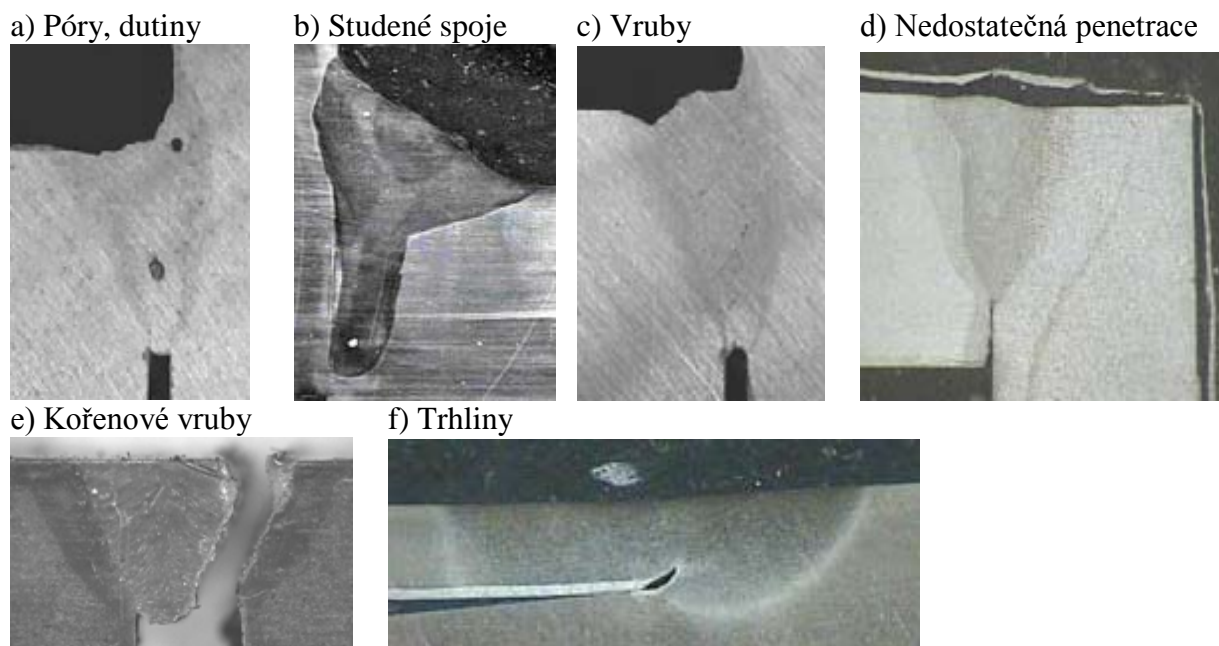 a) Póry, dutiny
b) Studené spoje
c) Vruby
d) Nedostatečná penetrace
e) Kořenové vruby
f) Trhliny